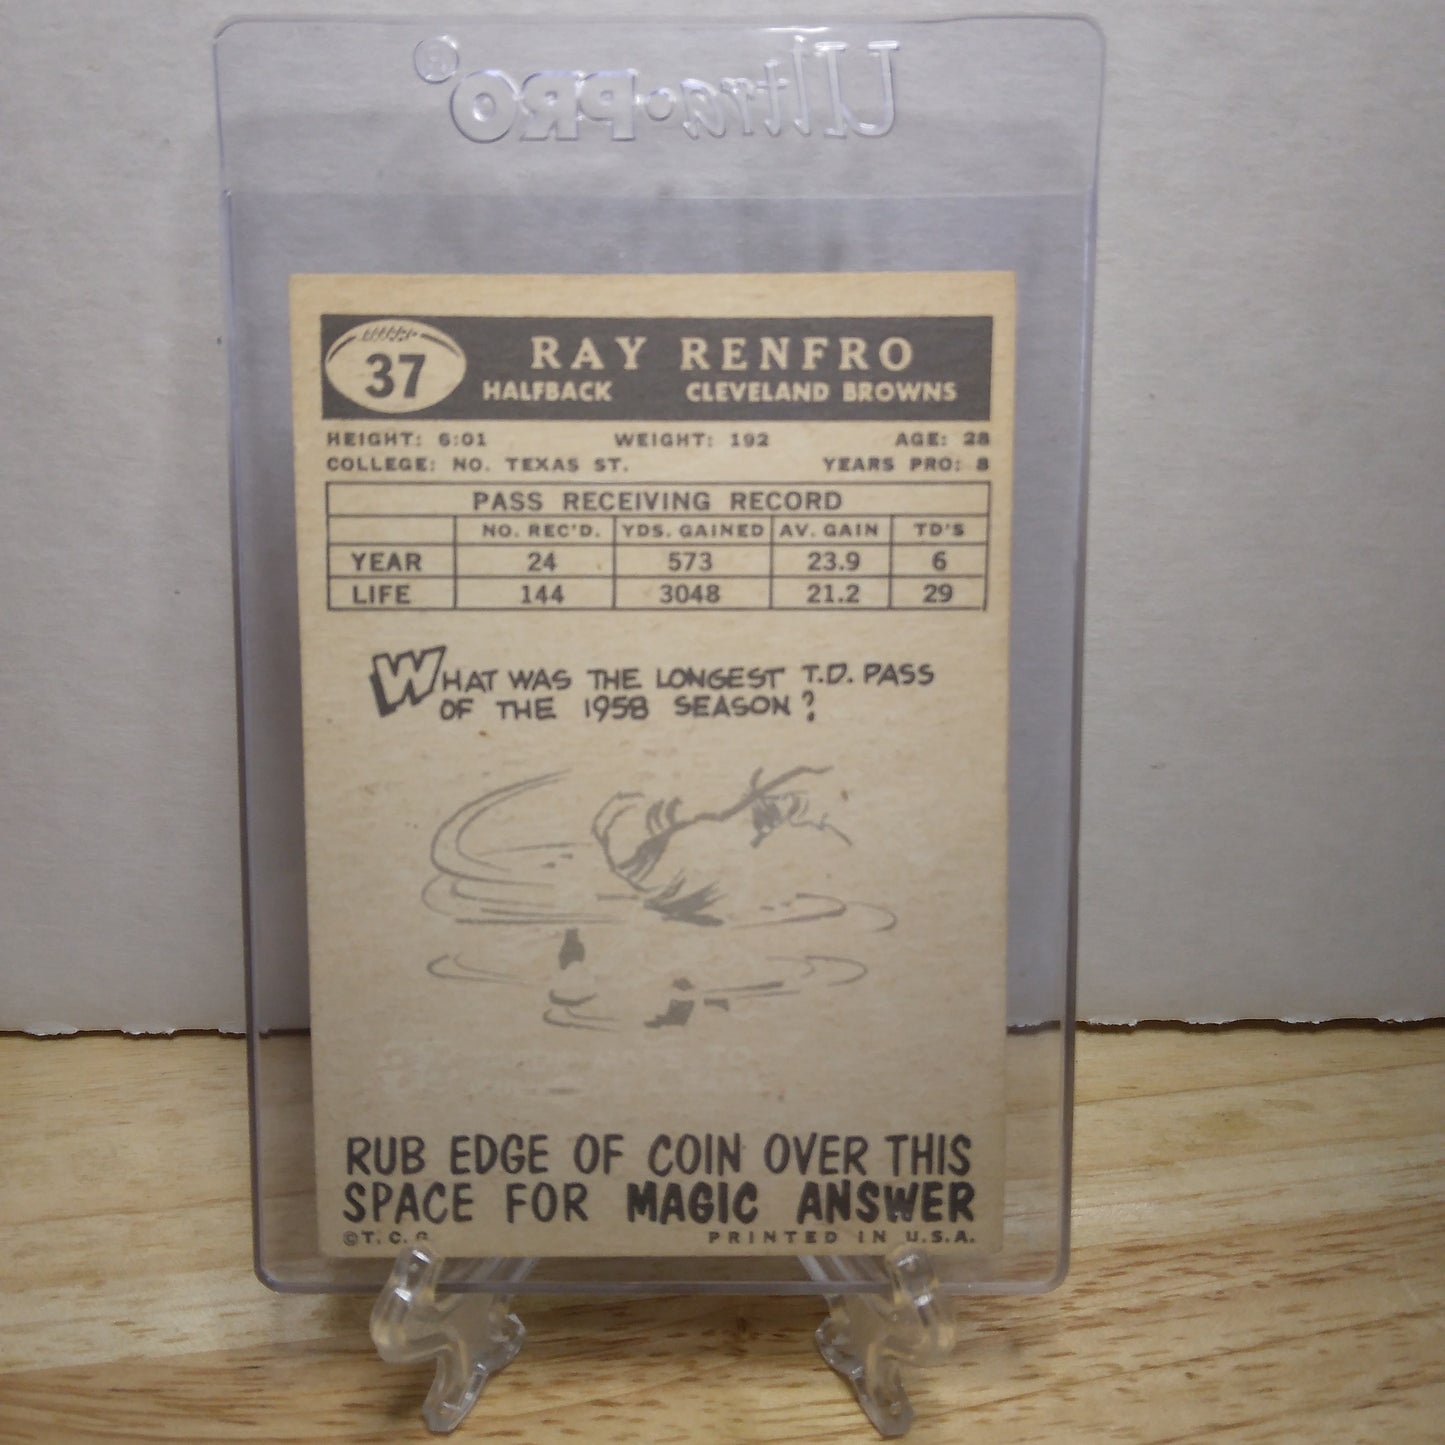 Ultra•PRO®
37
RAY RENFRO
HALFBACK CLEVELAND BROWNS
HEIGHT: 6:01 WEIGHT: 192 AGE: 28
COLLEGE: NO. TEXAS ST. YEARS PRO: 8
PASS RECEIVING RECORD
NO. REC'D. YDS. GAINED AV. GAIN TD'S
YEAR 24 573 23.9 6
LIFE 144 3048 21.2 29
WHAT WAS THE LONGEST T.D. PASS
OF THE 1958 SEASON?
RUB EDGE OF COIN OVER THIS
SPACE FOR MAGIC ANSWER
©T. C. G. PRINTED IN U.S.A.